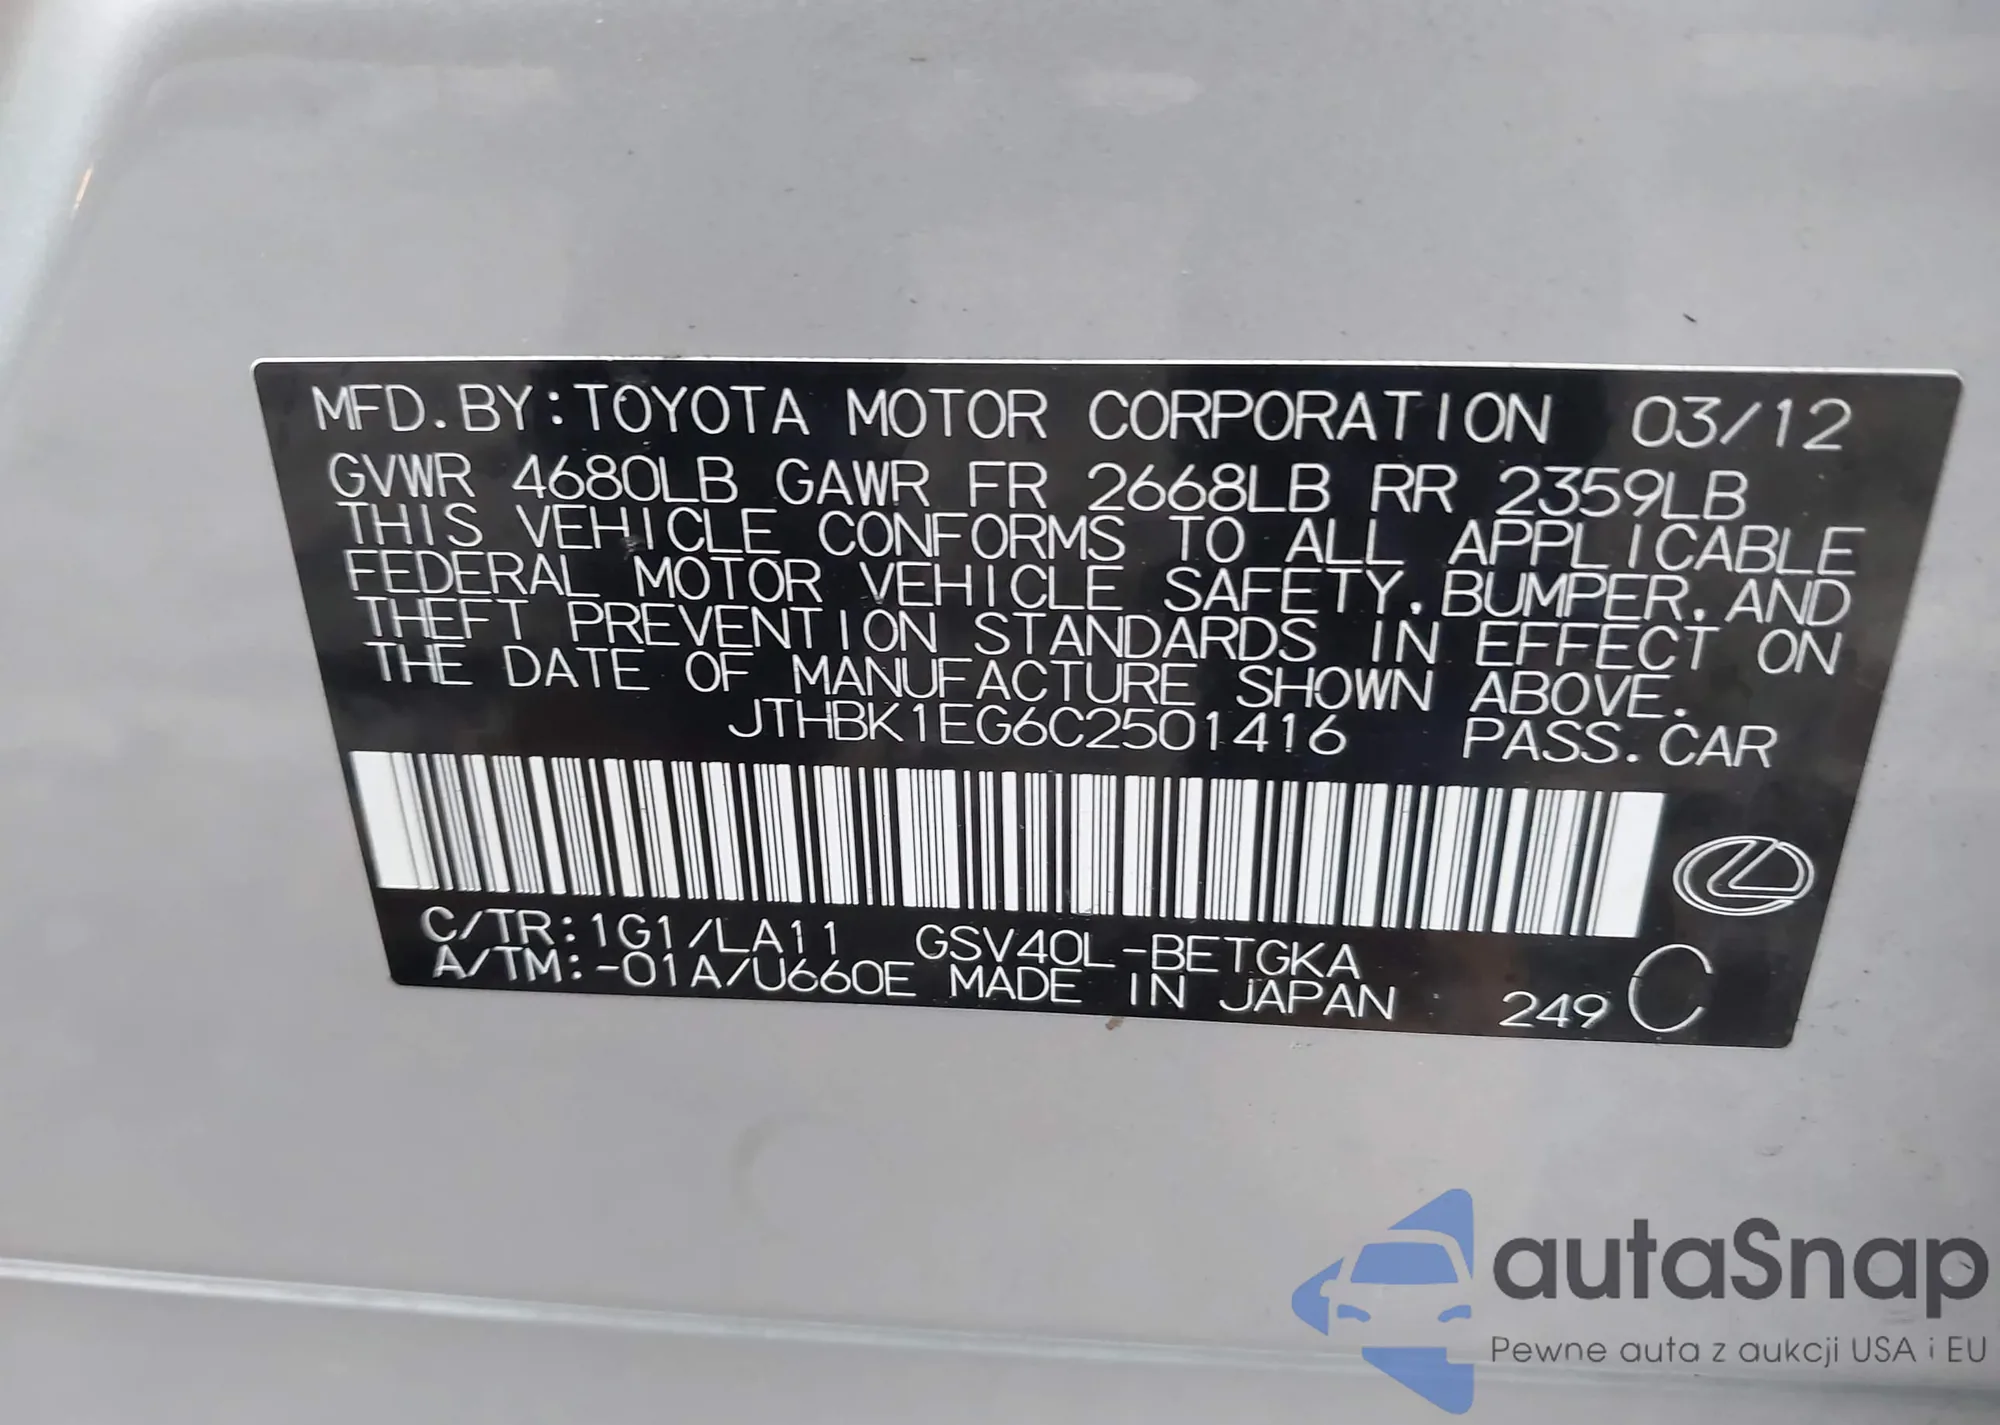 MFD. BY: TOYOTA MOTOR CORPORATION 03/12
GVWR 4680LB GAWR FR 2668LB RR 2359LB
THIS VEHICLE CONFORMS TO ALL APPLICABLE
FEDERAL MOTOR VEHICLE SAFETY, BUMPER, AND
THEFT PREVENTION STANDARDS IN EFFECT ON
THE DATE OF MANUFACTURE SHOWN ABOVE.
JTHBK1EG6C2501416 PASS. CAR
C/TR: 1G1/LA11 GSV40L-BETGKA
A/TM: -01A/U660E MADE IN JAPAN 249 C
autaSnap
Pewne auta z aukcji USA i EU